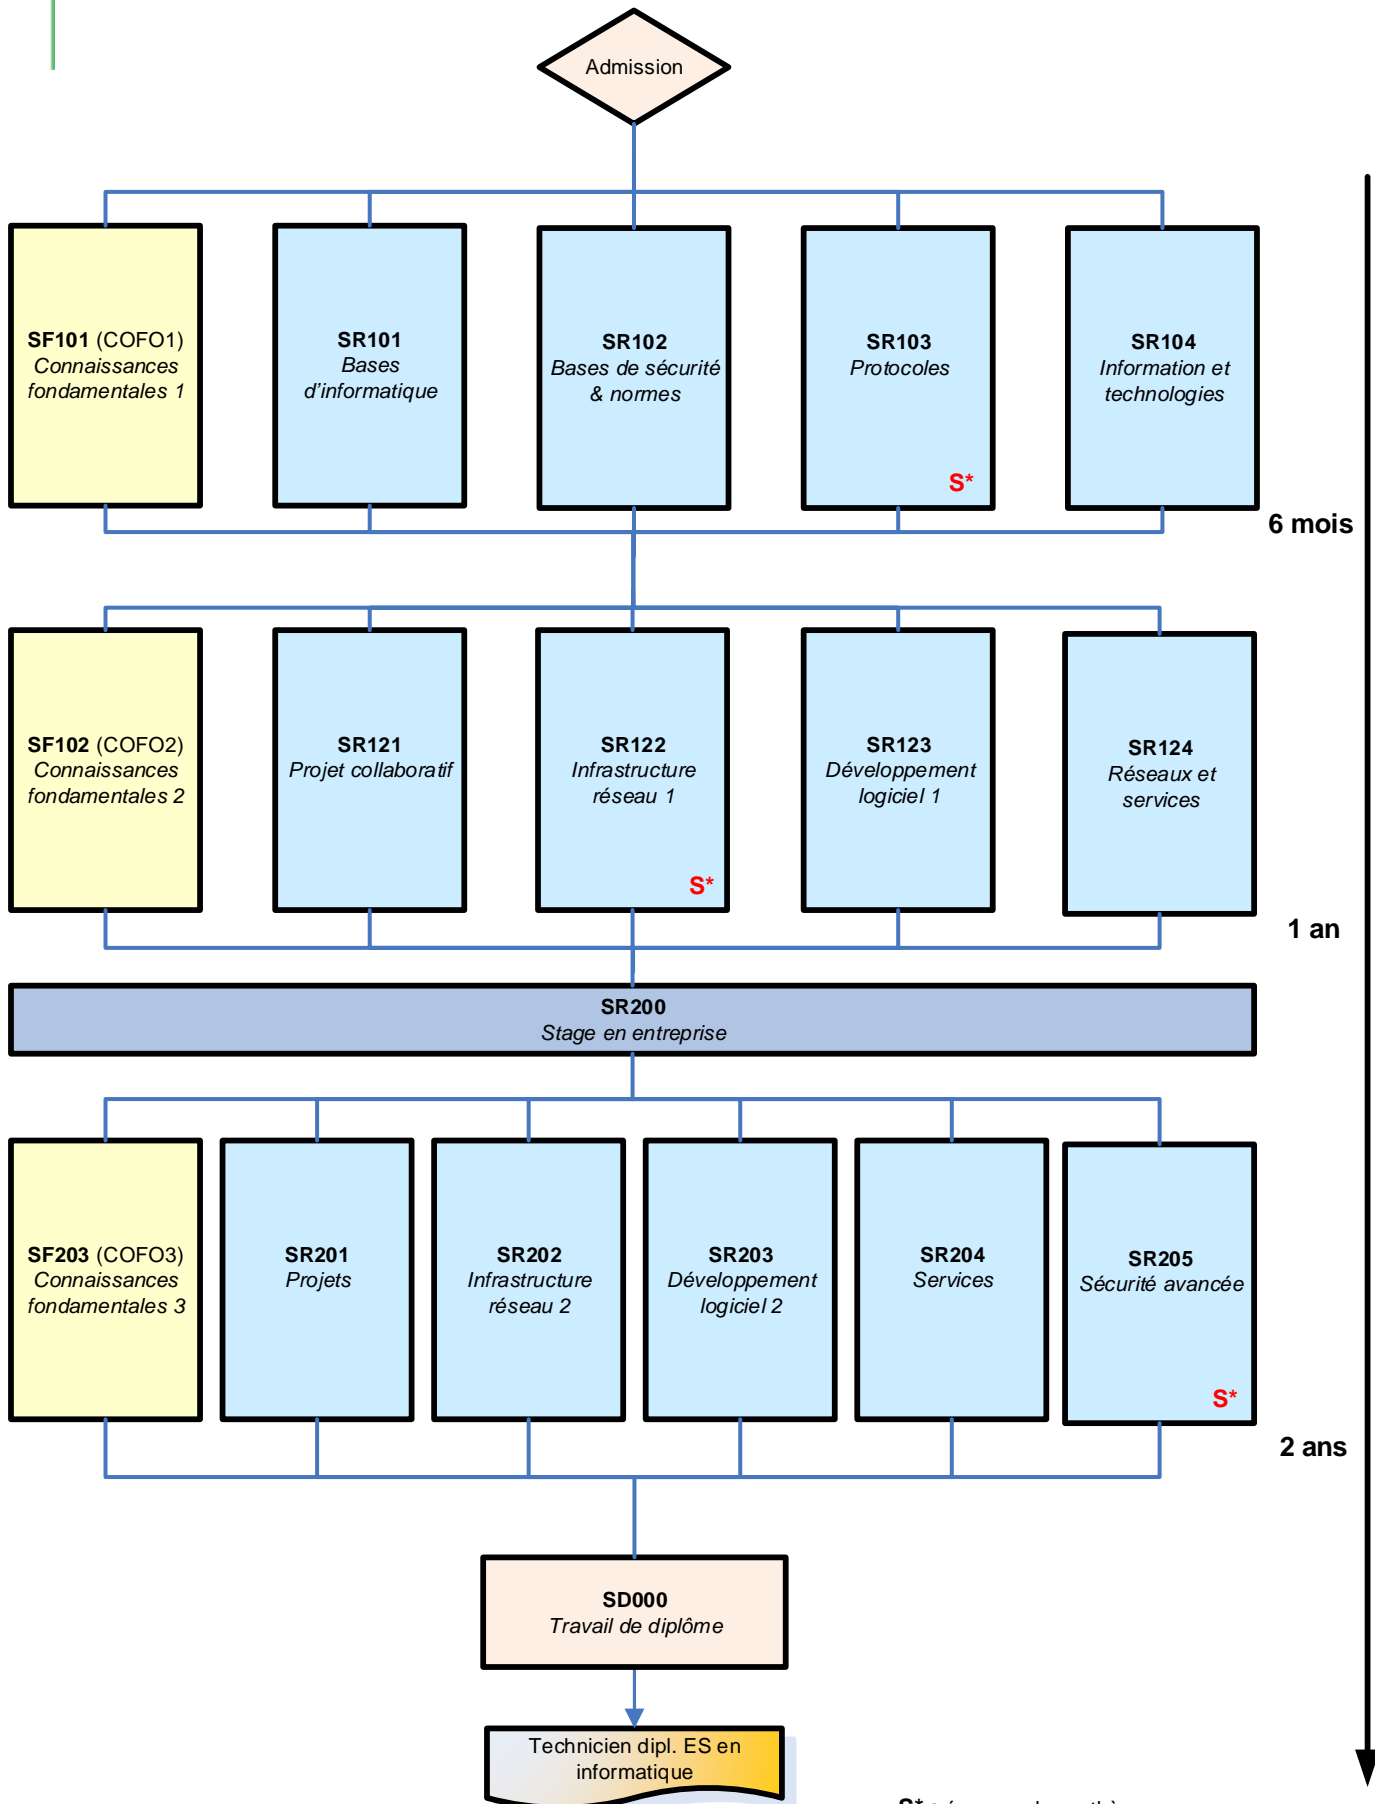 Admission
SF101 (COFO1)
Connaissances
fondamentales 1
SR101
Bases
d'informatique
SR102
Bases de sécurité
& normes
SR103
Protocoles
S*
SR104
Information et
technologies
6 mois
SF102 (COFO2)
Connaissances
fondamentales 2
SR121
Projet collaboratif
SR122
Infrastructure
réseau 1
S*
SR123
Développement
logiciel 1
SR124
Réseaux et
services
1 an
SR200
Stage en entreprise
SF203 (COFO3)
Connaissances
fondamentales 3
SR201
Projets
SR202
Infrastructure
réseau 2
SR203
Développement
logiciel 2
SR204
Services
SR205
Sécurité avancée
S*
2 ans
SD000
Travail de diplôme
Technicien dipl. ES en
informatique
S*